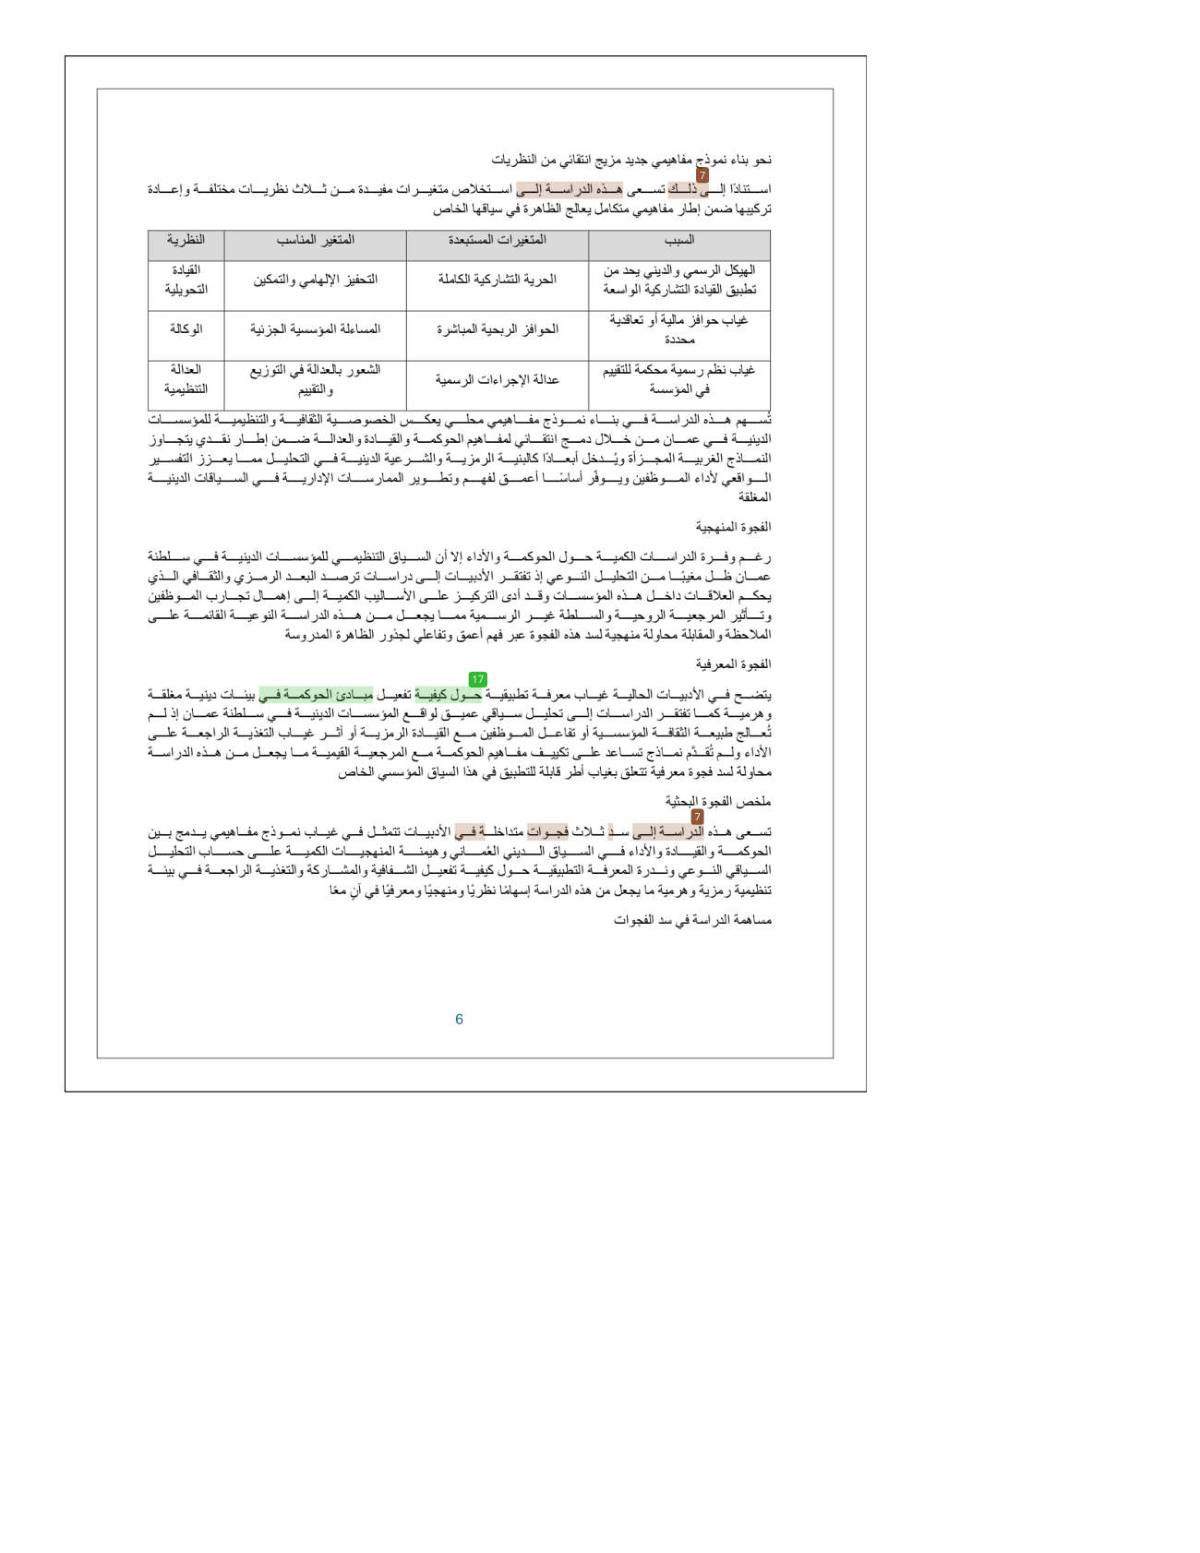 نحو بناء نموذج مفاهيمي جديد مزيج انتقائي من النظريات
7
استنادًا إلى ذلك تسعى هذه الدراسة إلى استخلاص متغيرات مفيدة من ثلاث نظريات مختلفة وإعادة
تركيبها ضمن إطار مفاهيمي متكامل يعالج الظاهرة في سياقها الخاص
السبب المتغيرات المستبعدة المتغير المناسب النظرية
الهيكل الرسمي والديني يحد من تطبيق القيادة التشاركية الواسعة الحرية التشاركية الكاملة التحفيز الإلهامي والتمكين القيادة التحويلية
غياب حوافز مالية أو تعاقدية محددة الحوافز الربحية المباشرة المساءلة المؤسسية الجزئية الوكالة
غياب نظم رسمية محكمة للتقييم في المؤسسة عدالة الإجراءات الرسمية الشعور بالعدالة في التوزيع والتقييم العدالة التنظيمية
تُسهم هذه الدراسة في بناء نموذج مفاهيمي محلي يعكس الخصوصية الثقافية والتنظيمية للمؤسسات
الدينية في عمان من خلال دمج انتقائي لمفاهيم الحوكمة والقيادة والعدالة ضمن إطار نقدي يتجاوز
النماذج الغربية المجزأة ويُدخل أبعادًا كالبنية الرمزية والشرعية الدينية في التحليل مما يعزز التفسير
الواقعي لأداء الموظفين ويوفّر أساسًا أعمق لفهم وتطوير الممارسات الإدارية في السياقات الدينية
المغلقة
الفجوة المنهجية
رغم وفرة الدراسات الكمية حول الحوكمة والأداء إلا أن السياق التنظيمي للمؤسسات الدينية في سلطنة
عمان ظل مغيبًا من التحليل النوعي إذ تفتقر الأدبيات إلى دراسات ترصد البعد الرمزي والثقافي الذي
يحكم العلاقات داخل هذه المؤسسات وقد أدى التركيز على الأساليب الكمية إلى إهمال تجارب الموظفين
وتأثير المرجعية الروحية والسلطة غير الرسمية مما يجعل من هذه الدراسة النوعية القائمة على
الملاحظة والمقابلة محاولة منهجية لسد هذه الفجوة عبر فهم أعمق وتفاعلي لجذور الظاهرة المدروسة
الفجوة المعرفية
17
يتضح في الأدبيات الحالية غياب معرفة تطبيقية حول كيفية تفعيل مبادئ الحوكمة في بيئات دينية مغلقة
وهرمية كما تفتقر الدراسات إلى تحليل سياقي عميق لواقع المؤسسات الدينية في سلطنة عمان إذ لم
تُعالج طبيعة الثقافة المؤسسية أو تفاعل الموظفين مع القيادة الرمزية أو أثر غياب التغذية الراجعة على
الأداء ولم تُقدَّم نماذج تساعد على تكييف مفاهيم الحوكمة مع المرجعية القيمية ما يجعل من هذه الدراسة
محاولة لسد فجوة معرفية تتعلق بغياب أطر قابلة للتطبيق في هذا السياق المؤسسي الخاص
ملخص الفجوة البحثية
7
تسعى هذه الدراسة إلى سد ثلاث فجوات متداخلة في الأدبيات تتمثل في غياب نموذج مفاهيمي يدمج بين
الحوكمة والقيادة والأداء في السياق الديني العُماني وهيمنة المنهجيات الكمية على حساب التحليل
السياقي النوعي وندرة المعرفة التطبيقية حول كيفية تفعيل الشفافية والمشاركة والتغذية الراجعة في بيئة
تنظيمية رمزية وهرمية ما يجعل من هذه الدراسة إسهامًا نظريًا ومنهجيًا ومعرفيًا في آنٍ معًا
مساهمة الدراسة في سد الفجوات
6